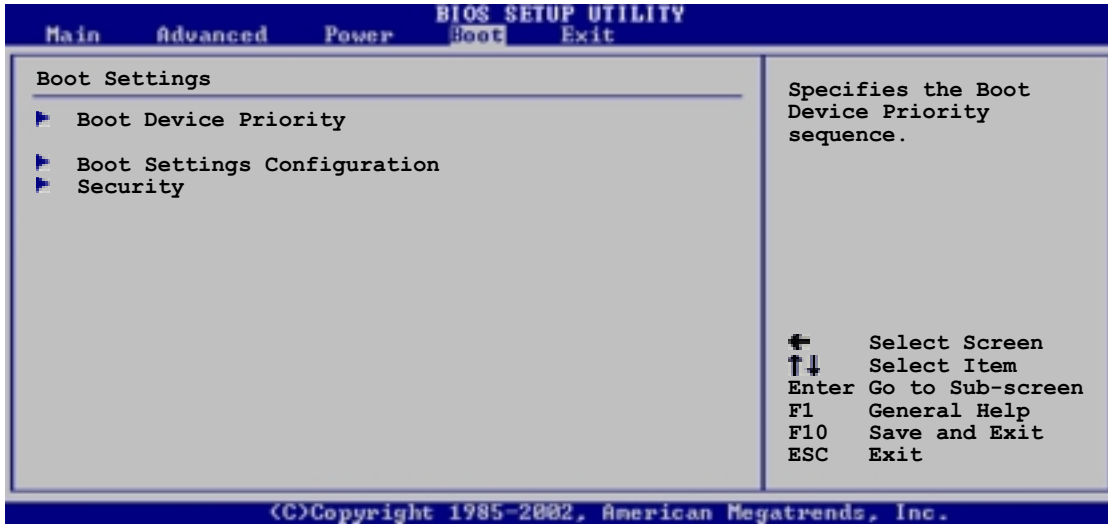 BIOS SETUP UTILITY
Main Advanced Power Boot Exit
Boot Settings
Boot Device Priority
Boot Settings Configuration
Security
Specifies the Boot
Device Priority
sequence.
← Select Screen
↑↓ Select Item
Enter Go to Sub-screen
F1 General Help
F10 Save and Exit
ESC Exit
(C)Copyright 1985-2002, American Megatrends, Inc.